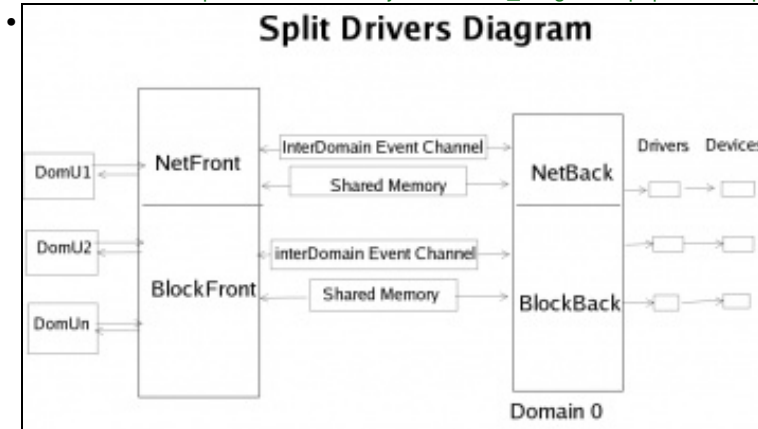 Split Drivers Diagram
DomU1
DomU2
DomUn
NetFront
BlockFront
InterDomain Event Channel
Shared Memory
interDomain Event Channel
Shared Memory
NetBack
BlockBack
Domain 0
Drivers Devices